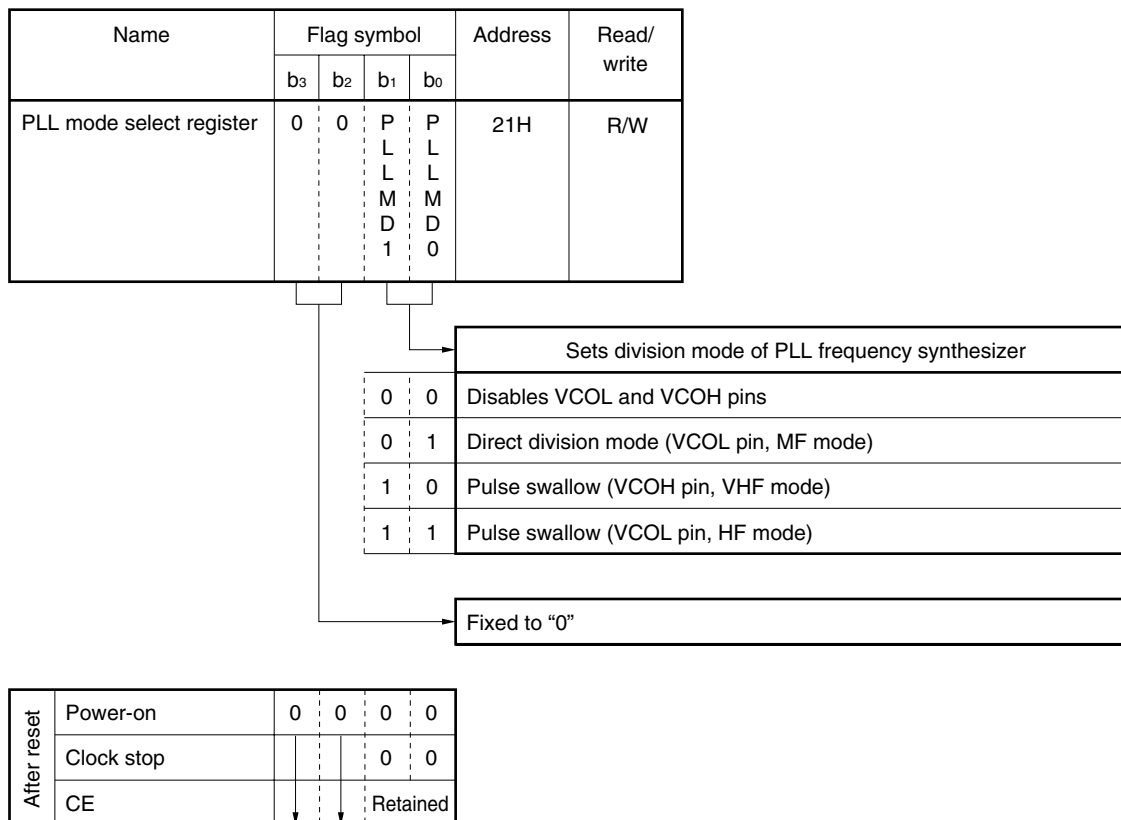 Name Flag symbol Address Read/ write
b3 b2 b1 b0
PLL mode select register 0 0 PLLMD1 PLLMD0 21H R/W
Sets division mode of PLL frequency synthesizer
0 0 Disables VCOL and VCOH pins
0 1 Direct division mode (VCOL pin, MF mode)
1 0 Pulse swallow (VCOH pin, VHF mode)
1 1 Pulse swallow (VCOL pin, HF mode)
Fixed to “0”
After reset
Power-on 0 0 0 0
Clock stop 0 0
CE Retained